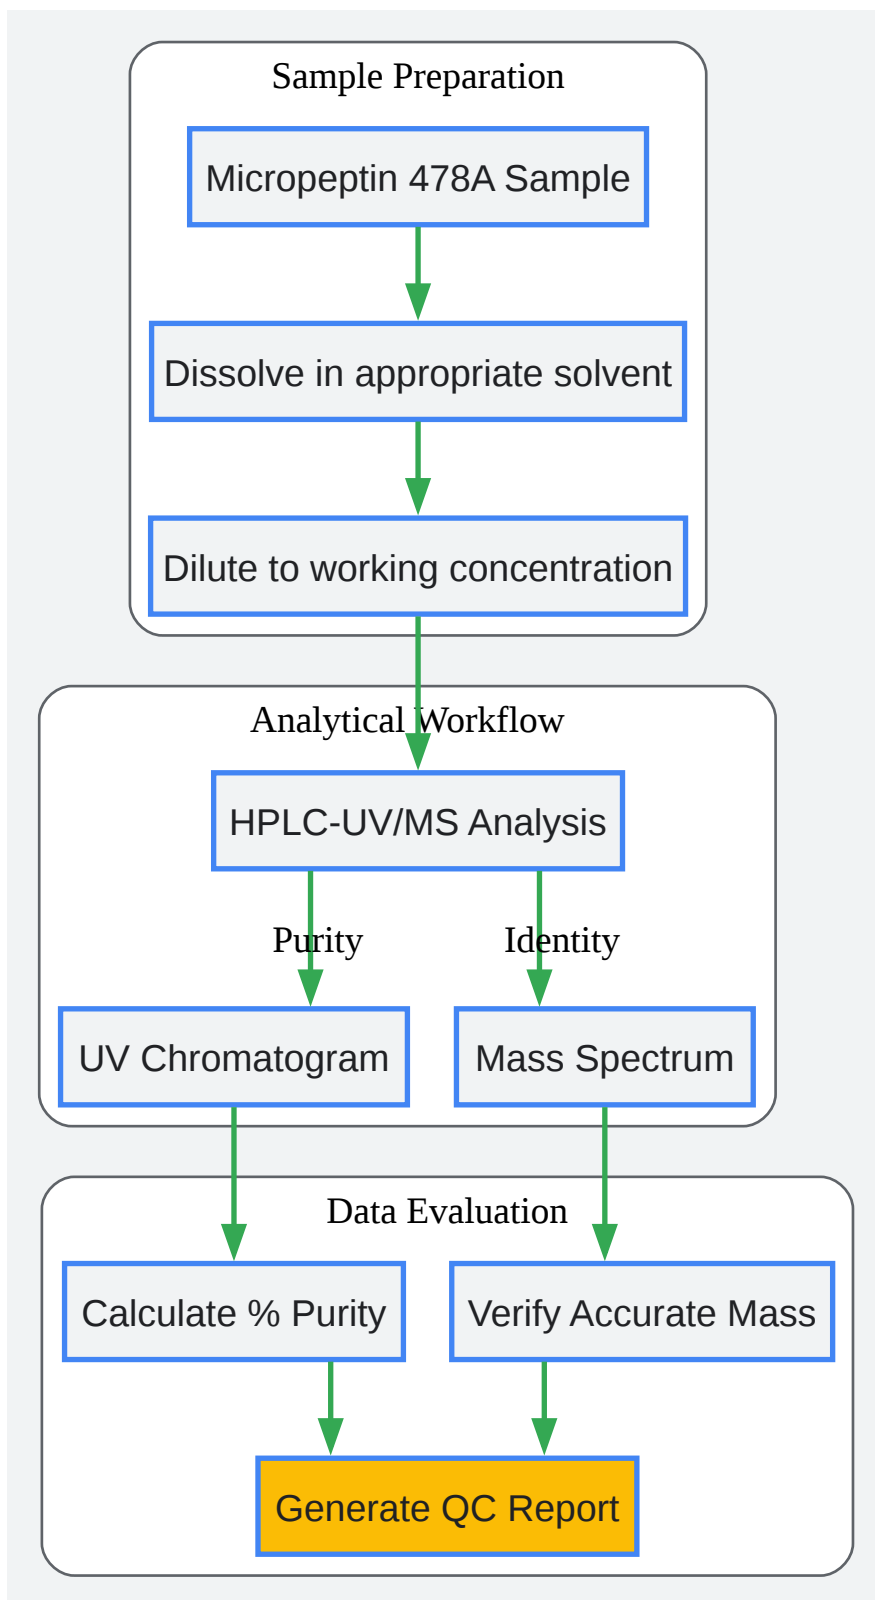 Sample Preparation
Micropeptin 478A Sample
Dissolve in appropriate solvent
Dilute to working concentration
Analytical Workflow
HPLC-UV/MS Analysis
Purity
Identity
UV Chromatogram
Mass Spectrum
Data Evaluation
Calculate % Purity
Verify Accurate Mass
Generate QC Report